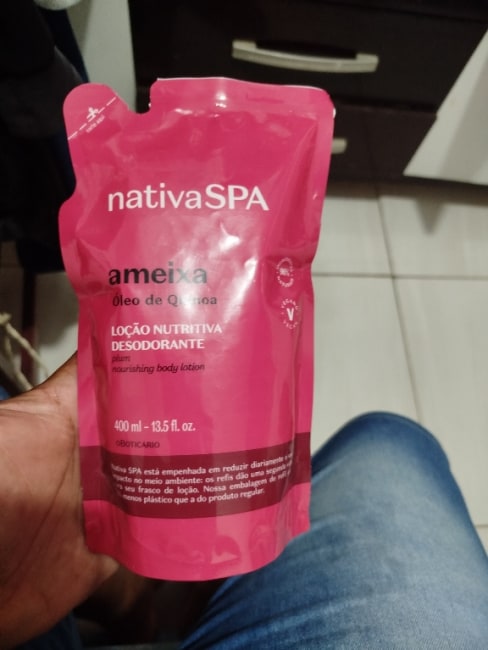 nativaSPA
ameixa
Óleo de Quinoa
LOÇÃO NUTRITIVA
DESODORANTE
plum
nourishing body lotion
400 ml - 13.5 fl. oz.
oBOTICÁRIO
Nativa SPA está empenhada em reduzir diariamente o
impacto no meio ambiente: os refis dão uma segunda
seu frasco de loção. Nossa embalagem de refil
menos plástico que a do produto regular.